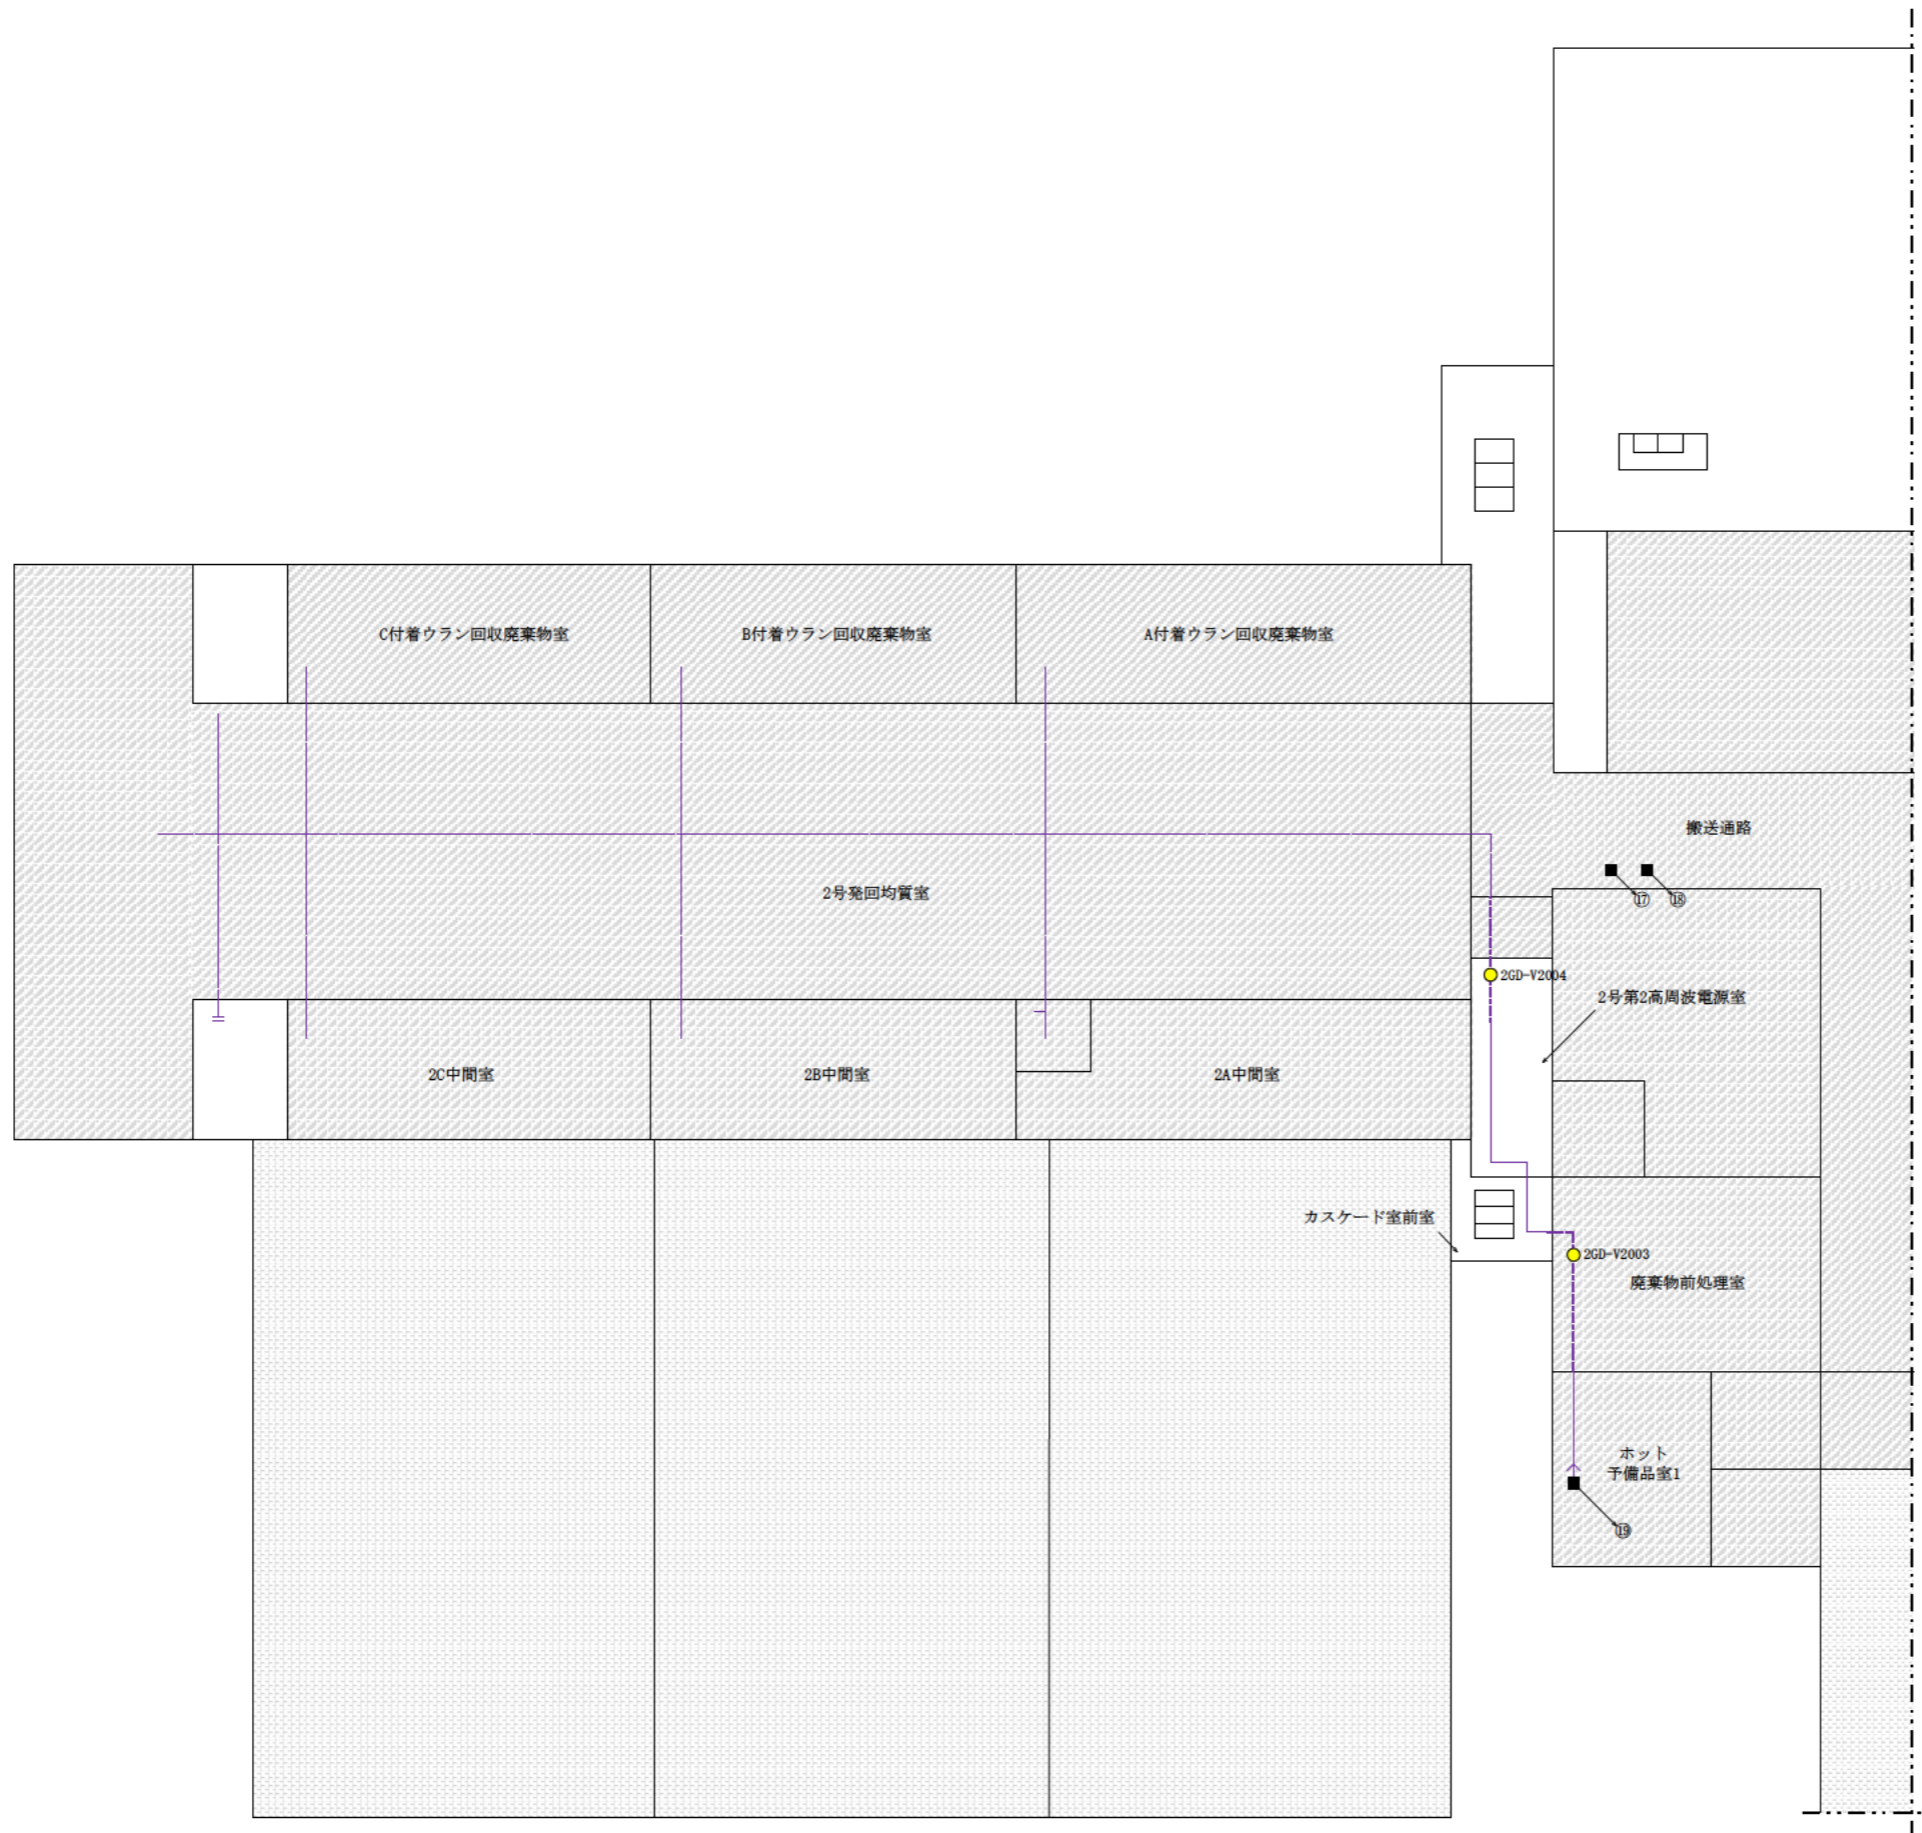 C付着ウラン回収廃棄物室
B付着ウラン回収廃棄物室
A付着ウラン回収廃棄物室
搬送通路
⑰
⑱
2号発回均質室
2GD-V2004
2号第2高周波電源室
2C中間室
2B中間室
2A中間室
カスケード室前室
2GD-V2003
廃棄物前処理室
ホット
予備品室1
⑲